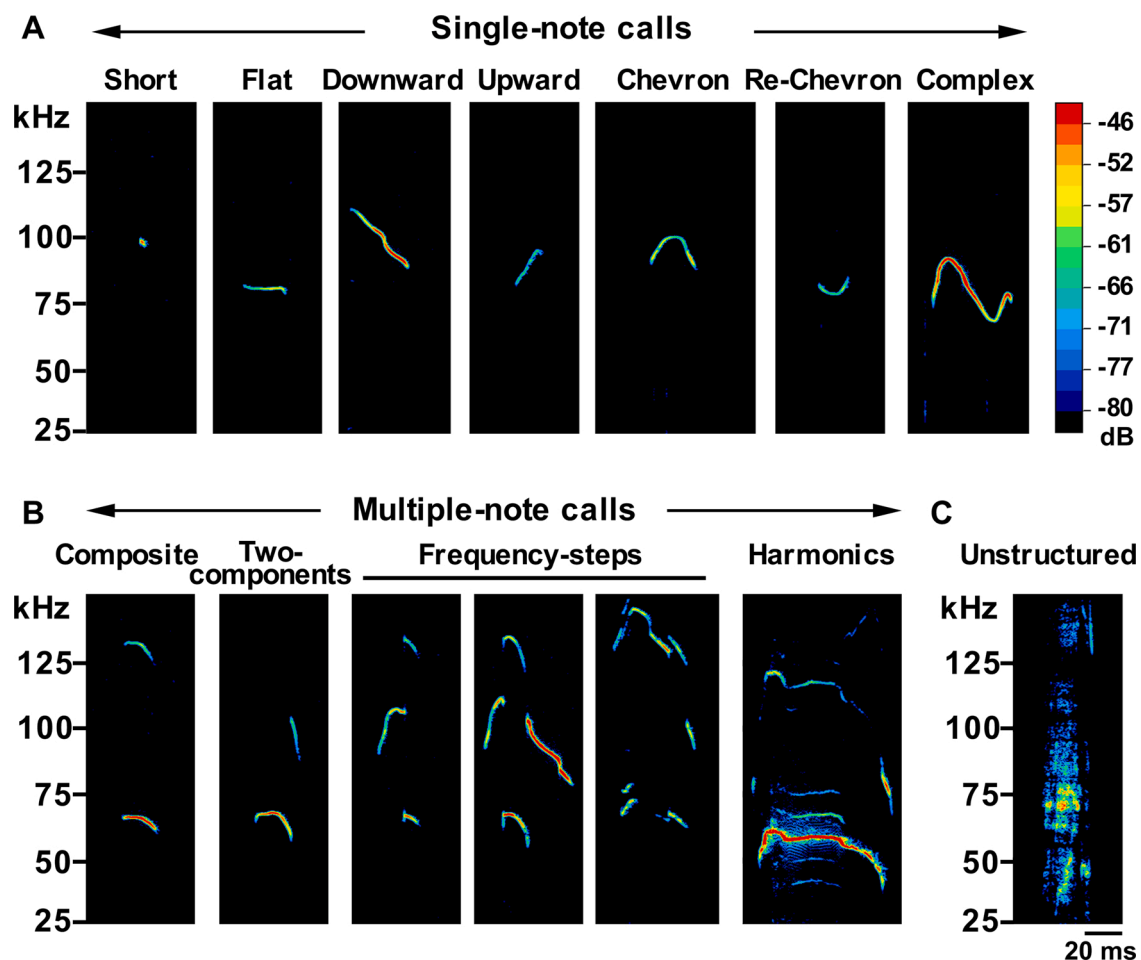 A
Single-note calls
Short Flat Downward Upward Chevron Re-Chevron Complex
kHz
125
100
75
50
25
-46
-52
-57
-61
-66
-71
-77
-80
dB
B
Multiple-note calls
C
Composite Two-components Frequency-steps Harmonics Unstructured
kHz
125
100
75
50
25
kHz
125
100
75
50
25
20 ms